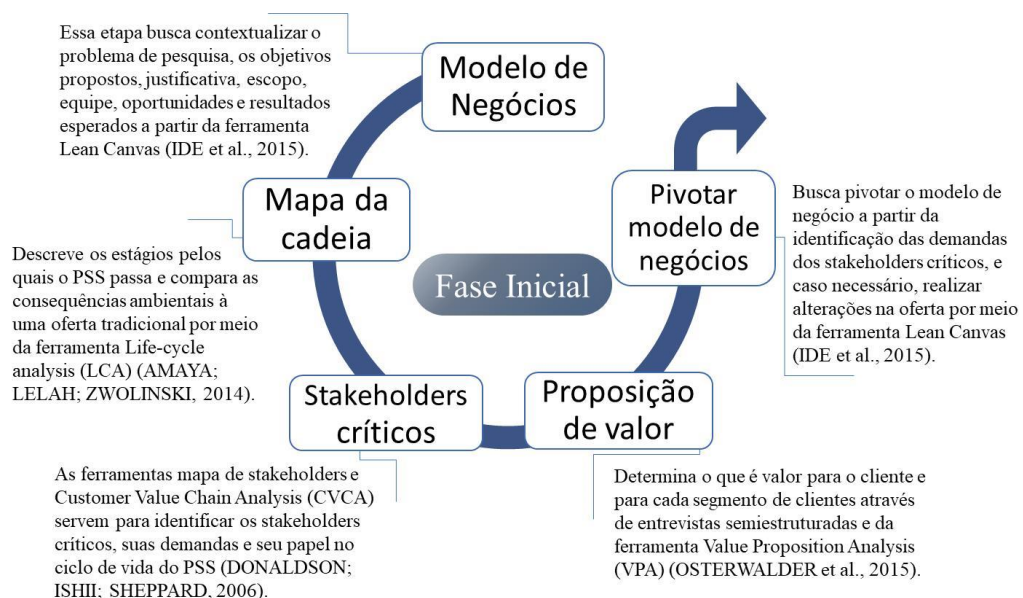 Essa etapa busca contextualizar o
problema de pesquisa, os objetivos
propostos, justificativa, escopo,
equipe, oportunidades e resultados
esperados a partir da ferramenta
Lean Canvas (IDE et al., 2015).
Modelo de
Negócios
Mapa da
cadeia
Descreve os estágios pelos
quais o PSS passa e compara as
consequências ambientais à
uma oferta tradicional por meio
da ferramenta Life-cycle
analysis (LCA) (AMAYA;
LELAH; ZWOLINSKI, 2014).
Fase Inicial
Stakeholders
críticos
As ferramentas mapa de stakeholders e
Customer Value Chain Analysis (CVCA)
servem para identificar os stakeholders
críticos, suas demandas e seu papel no
ciclo de vida do PSS (DONALDSON;
ISHII; SHEPPARD, 2006).
Proposição
de valor
Determina o que é valor para o cliente e
para cada segmento de clientes através
de entrevistas semiestruturadas e da
ferramenta Value Proposition Analysis
(VPA) (OSTERWALDER et al., 2015).
Pivotar
modelo de
negócios
Busca pivotar o modelo de
negócio a partir da
identificação das demandas
dos stakeholders críticos, e
caso necessário, realizar
alterações na oferta por meio
da ferramenta Lean Canvas
(IDE et al., 2015).